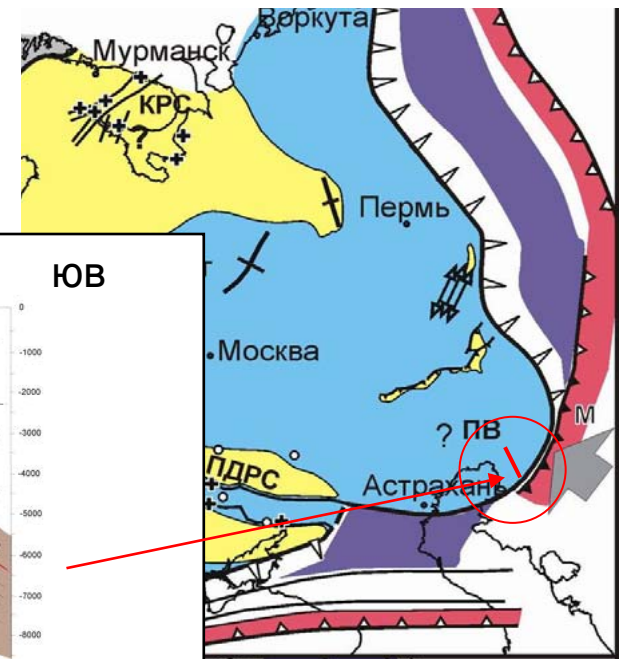 Воркута
Мурманск
КРС
?
Пермь
ЮВ
0
-1000
Москва
-2000
-3000
М
? ПВ
-4000
ПДРС
Астрахань
-5000
-6000
-7000
-8000